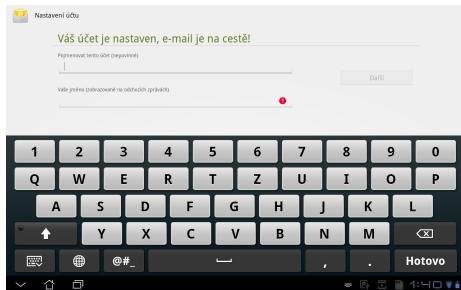 Nastavení účtu
Váš účet je nastaven, e-mail je na cestě!
Pojmenovat tento účet (nepovinné)
Další
Vaše jméno (zobrazované na odchozích zprávách)
1 2 3 4 5 6 7 8 9 0
Q W E R T Z U I O P
A S D F G H J K L
Y X C V B N M
@#_ , . Hotovo
1:40